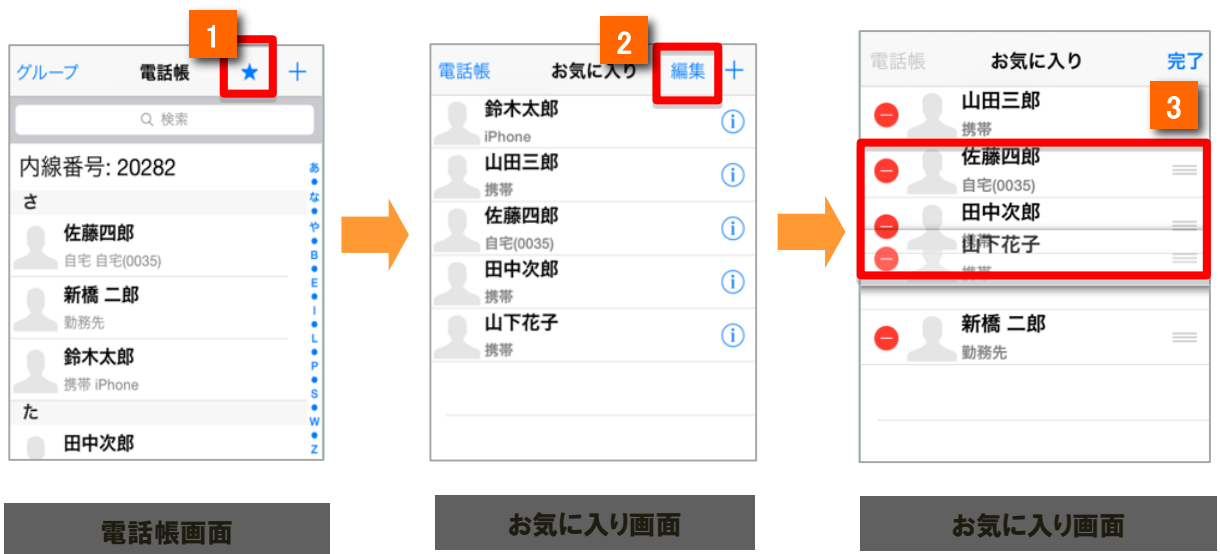 1
グループ 電話帳 ★ +
検索
内線番号: 20282
さ
佐藤四郎
自宅 自宅(0035)
新橋 二郎
勤務先
鈴木太郎
携帯 iPhone
た
田中次郎
あ
●
な
●
や
●
B
●
E
●
I
●
L
●
P
●
S
●
W
●
Z
電話帳画面
2
電話帳 お気に入り 編集 +
鈴木太郎
iPhone
山田三郎
携帯
佐藤四郎
自宅(0035)
田中次郎
携帯
山下花子
携帯
お気に入り画面
電話帳 お気に入り 完了
3
山田三郎
携帯
佐藤四郎
自宅(0035)
田中次郎
山下花子
携帯
新橋 二郎
勤務先
お気に入り画面